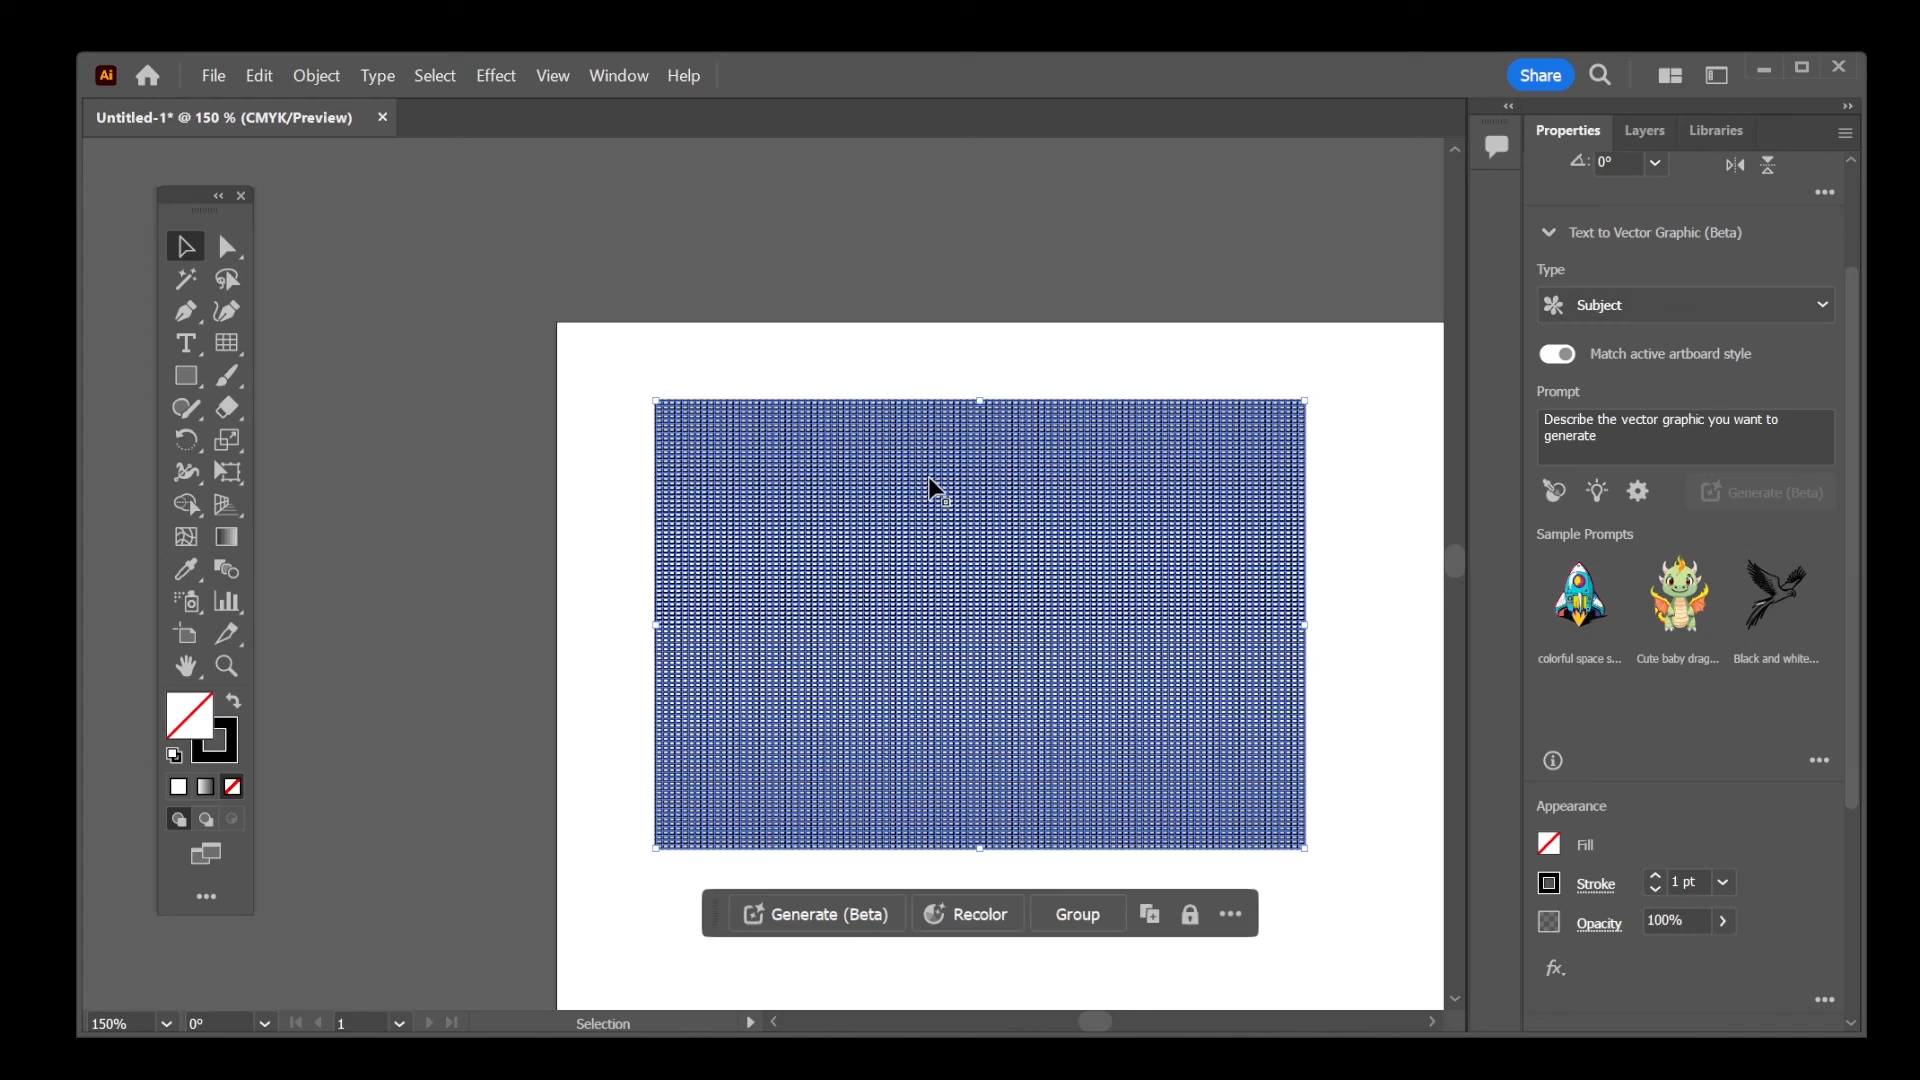 Ai
File Edit Object Type Select Effect View Window Help
Share
Untitled-1* @ 150 % (CMYK/Preview)
Properties Layers Libraries
0°
Text to Vector Graphic (Beta)
Type
Subject
Match active artboard style
Prompt
Describe the vector graphic you want to
generate
Generate (Beta)
Sample Prompts
colorful space s... Cute baby drag... Black and white...
Appearance
Fill
Stroke 1 pt
Opacity 100%
fx.
Generate (Beta) Recolor Group
150% 0° 1 Selection